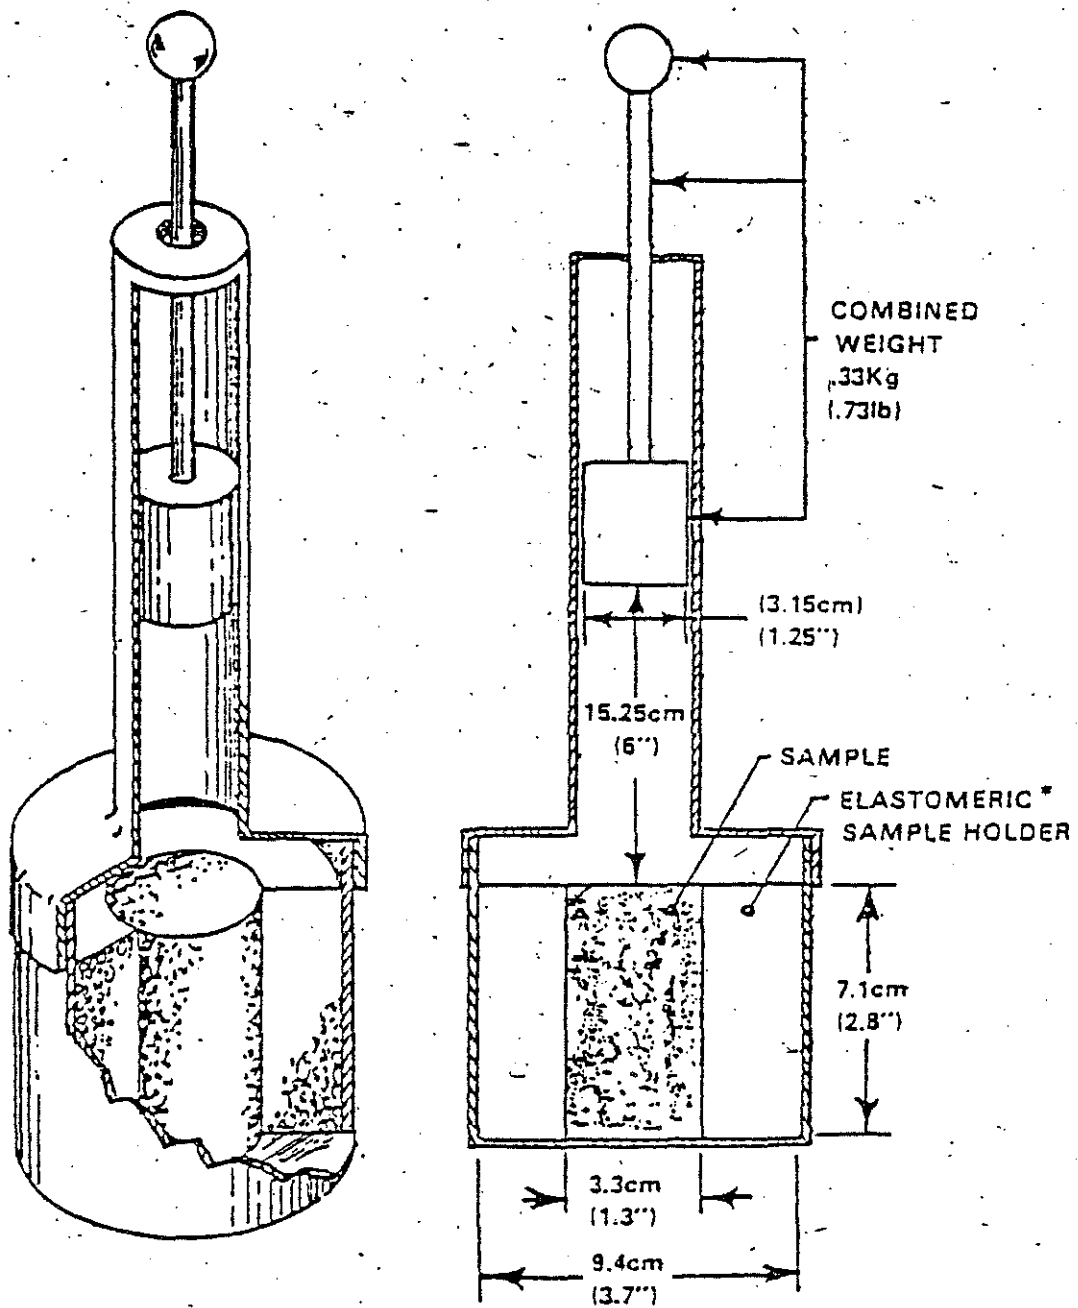 COMBINED
WEIGHT
.33Kg
(.73lb)
(3.15cm)
(1.25")
15.25cm
(6")
SAMPLE
ELASTOMERIC*
SAMPLE HOLDER
7.1cm
(2.8")
3.3cm
(1.3")
9.4cm
(3.7")